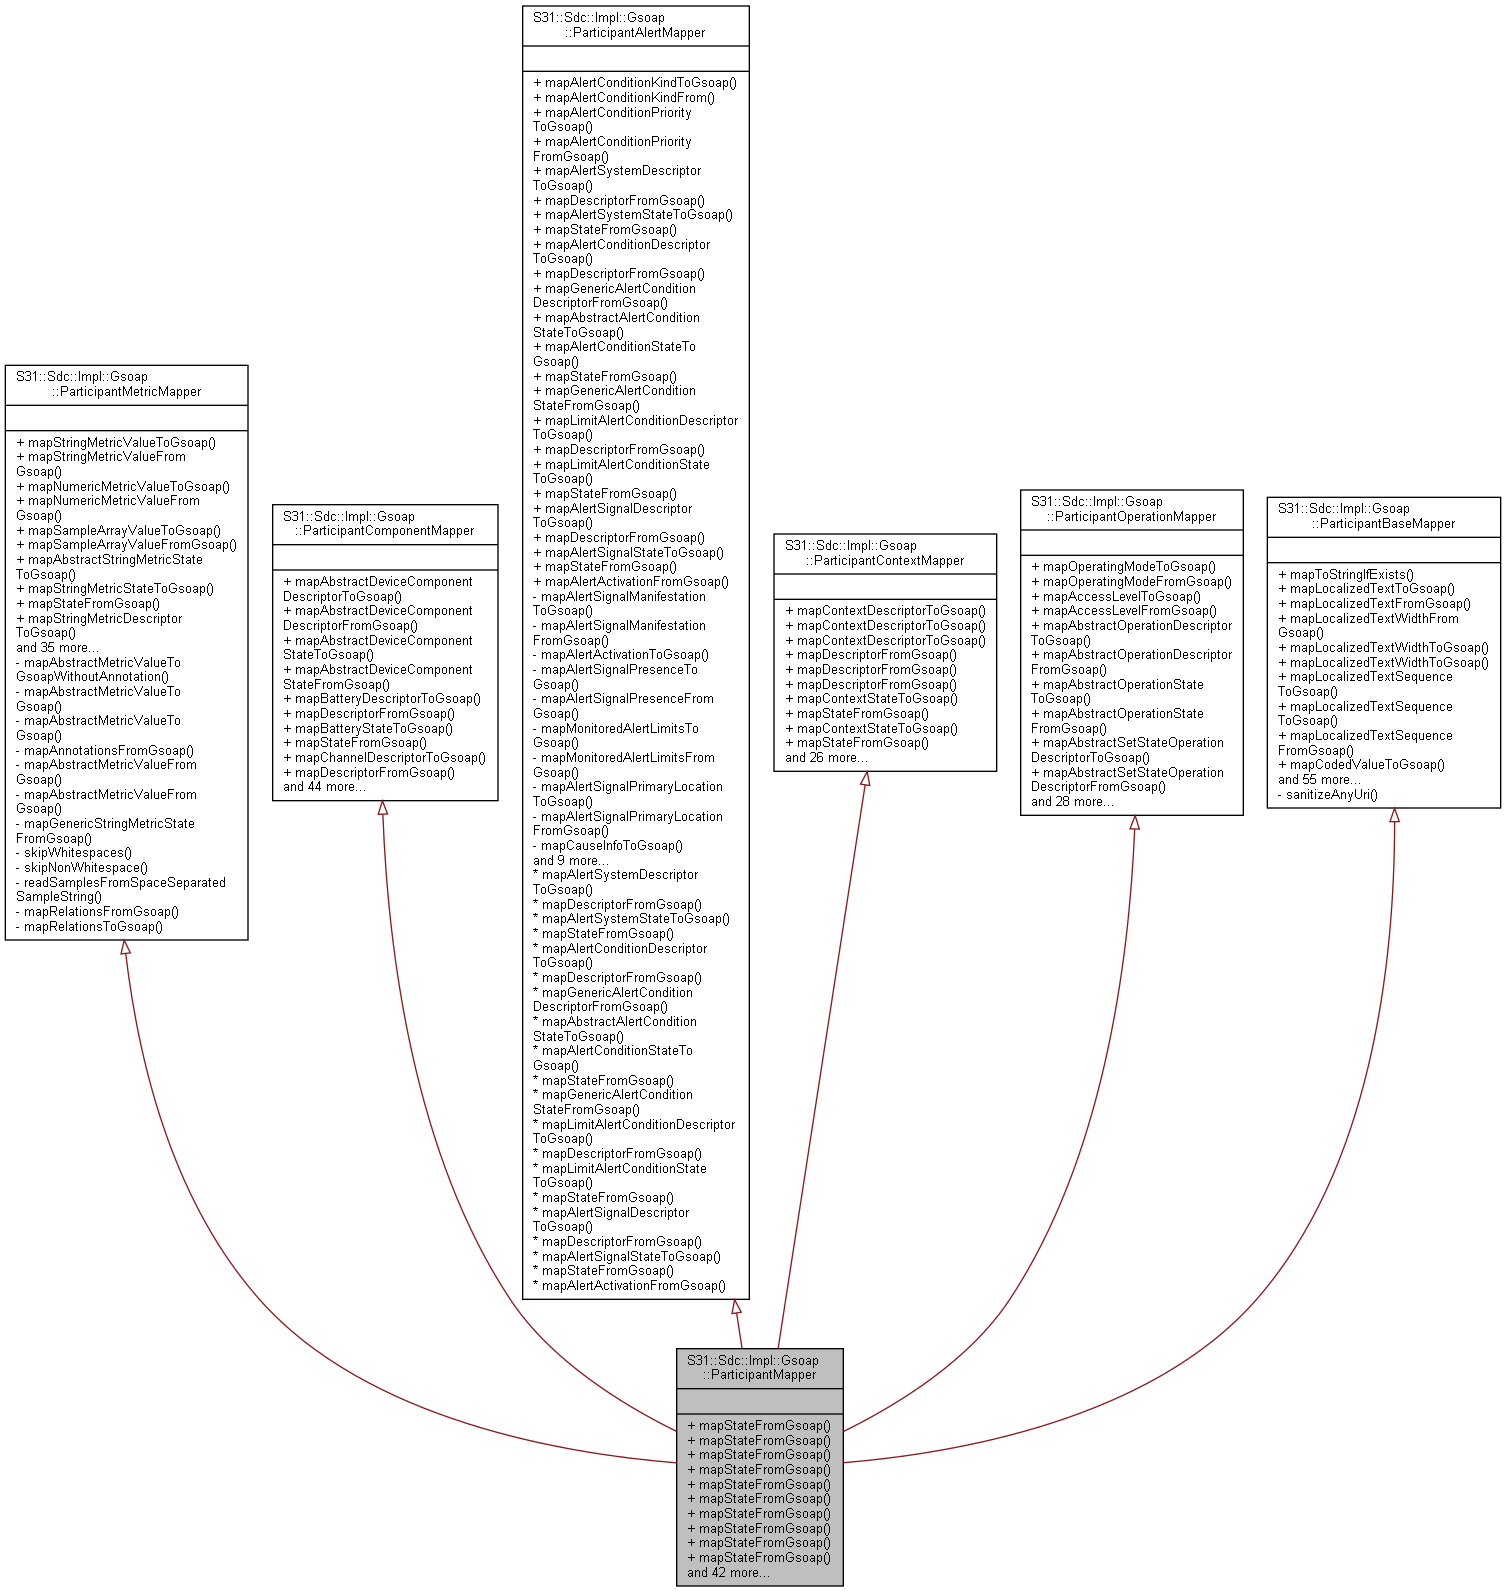 S31::Sdc::Impl::Gsoap
::ParticipantAlertMapper
+ mapAlertConditionKindToGsoap()
+ mapAlertConditionKindFrom()
+ mapAlertConditionPriority
ToGsoap()
+ mapAlertConditionPriority
FromGsoap()
+ mapAlertSystemDescriptor
ToGsoap()
+ mapDescriptorFromGsoap()
+ mapAlertSystemStateToGsoap()
+ mapStateFromGsoap()
+ mapAlertConditionDescriptor
ToGsoap()
+ mapDescriptorFromGsoap()
+ mapGenericAlertCondition
DescriptorFromGsoap()
+ mapAbstractAlertCondition
StateToGsoap()
+ mapAlertConditionStateTo
Gsoap()
+ mapStateFromGsoap()
+ mapGenericAlertCondition
StateFromGsoap()
+ mapLimitAlertConditionDescriptor
ToGsoap()
+ mapDescriptorFromGsoap()
+ mapLimitAlertConditionState
ToGsoap()
+ mapStateFromGsoap()
+ mapAlertSignalDescriptor
ToGsoap()
+ mapDescriptorFromGsoap()
+ mapAlertSignalStateToGsoap()
+ mapStateFromGsoap()
+ mapAlertActivationFromGsoap()
- mapAlertSignalManifestation
ToGsoap()
- mapAlertSignalManifestation
FromGsoap()
- mapAlertActivationToGsoap()
- mapAlertSignalPresenceTo
Gsoap()
- mapAlertSignalPresenceFrom
Gsoap()
- mapMonitoredAlertLimitsTo
Gsoap()
- mapMonitoredAlertLimitsFrom
Gsoap()
- mapAlertSignalPrimaryLocation
ToGsoap()
- mapAlertSignalPrimaryLocation
FromGsoap()
- mapCauseInfoToGsoap()
and 9 more...
* mapAlertSystemDescriptor
ToGsoap()
* mapDescriptorFromGsoap()
* mapAlertSystemStateToGsoap()
* mapStateFromGsoap()
* mapAlertConditionDescriptor
ToGsoap()
* mapDescriptorFromGsoap()
* mapGenericAlertCondition
DescriptorFromGsoap()
* mapAbstractAlertCondition
StateToGsoap()
* mapAlertConditionStateTo
Gsoap()
* mapStateFromGsoap()
* mapGenericAlertCondition
StateFromGsoap()
* mapLimitAlertConditionDescriptor
ToGsoap()
* mapDescriptorFromGsoap()
* mapLimitAlertConditionState
ToGsoap()
* mapStateFromGsoap()
* mapAlertSignalDescriptor
ToGsoap()
* mapDescriptorFromGsoap()
* mapAlertSignalStateToGsoap()
* mapStateFromGsoap()
* mapAlertActivationFromGsoap()
S31::Sdc::Impl::Gsoap
::ParticipantMetricMapper
+ mapStringMetricValueToGsoap()
+ mapStringMetricValueFrom
Gsoap()
+ mapNumericMetricValueToGsoap()
+ mapNumericMetricValueFrom
Gsoap()
+ mapSampleArrayValueToGsoap()
+ mapSampleArrayValueFromGsoap()
+ mapAbstractStringMetricState
ToGsoap()
+ mapStringMetricStateToGsoap()
+ mapStateFromGsoap()
+ mapStringMetricDescriptor
ToGsoap()
and 35 more...
- mapAbstractMetricValueTo
GsoapWithoutAnnotation()
- mapAbstractMetricValueTo
Gsoap()
- mapAbstractMetricValueTo
Gsoap()
- mapAnnotationsFromGsoap()
- mapAbstractMetricValueFrom
Gsoap()
- mapAbstractMetricValueFrom
Gsoap()
- mapGenericStringMetricState
FromGsoap()
- skipWhitespaces()
- skipNonWhitespace()
- readSamplesFromSpaceSeparated
SampleString()
- mapRelationsFromGsoap()
- mapRelationsToGsoap()
S31::Sdc::Impl::Gsoap
::ParticipantComponentMapper
+ mapAbstractDeviceComponent
DescriptorToGsoap()
+ mapAbstractDeviceComponent
DescriptorFromGsoap()
+ mapAbstractDeviceComponent
StateToGsoap()
+ mapAbstractDeviceComponent
StateFromGsoap()
+ mapBatteryDescriptorToGsoap()
+ mapDescriptorFromGsoap()
+ mapBatteryStateToGsoap()
+ mapStateFromGsoap()
+ mapChannelDescriptorToGsoap()
+ mapDescriptorFromGsoap()
and 44 more...
S31::Sdc::Impl::Gsoap
::ParticipantContextMapper
+ mapContextDescriptorToGsoap()
+ mapContextDescriptorToGsoap()
+ mapContextDescriptorToGsoap()
+ mapDescriptorFromGsoap()
+ mapDescriptorFromGsoap()
+ mapDescriptorFromGsoap()
+ mapContextStateToGsoap()
+ mapStateFromGsoap()
+ mapContextStateToGsoap()
+ mapStateFromGsoap()
and 26 more...
S31::Sdc::Impl::Gsoap
::ParticipantOperationMapper
+ mapOperatingModeToGsoap()
+ mapOperatingModeFromGsoap()
+ mapAccessLevelToGsoap()
+ mapAccessLevelFromGsoap()
+ mapAbstractOperationDescriptor
ToGsoap()
+ mapAbstractOperationDescriptor
FromGsoap()
+ mapAbstractOperationState
ToGsoap()
+ mapAbstractOperationState
FromGsoap()
+ mapAbstractSetStateOperation
DescriptorToGsoap()
+ mapAbstractSetStateOperation
DescriptorFromGsoap()
and 28 more...
S31::Sdc::Impl::Gsoap
::ParticipantBaseMapper
+ mapToStringIfExists()
+ mapLocalizedTextToGsoap()
+ mapLocalizedTextFromGsoap()
+ mapLocalizedTextWidthFrom
Gsoap()
+ mapLocalizedTextWidthToGsoap()
+ mapLocalizedTextWidthToGsoap()
+ mapLocalizedTextSequence
ToGsoap()
+ mapLocalizedTextSequence
ToGsoap()
+ mapLocalizedTextSequence
FromGsoap()
+ mapCodedValueToGsoap()
and 55 more...
- sanitizeAnyUri()
S31::Sdc::Impl::Gsoap
::ParticipantMapper
+ mapStateFromGsoap()
+ mapStateFromGsoap()
+ mapStateFromGsoap()
+ mapStateFromGsoap()
+ mapStateFromGsoap()
+ mapStateFromGsoap()
+ mapStateFromGsoap()
+ mapStateFromGsoap()
+ mapStateFromGsoap()
+ mapStateFromGsoap()
and 42 more...